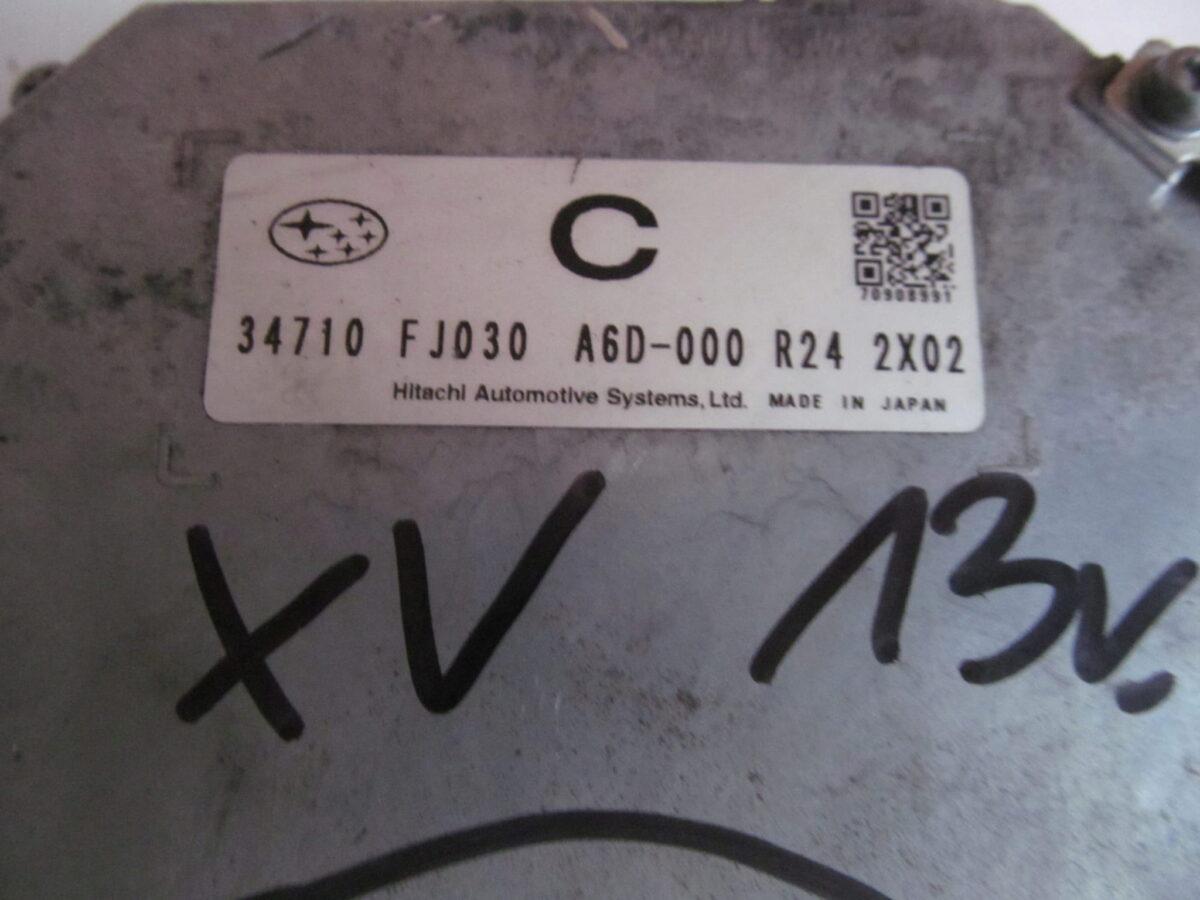 C
70908991
34710 FJ030 A6D-000 R24 2X02
Hitachi Automotive Systems, Ltd. MADE IN JAPAN
XV 13v.